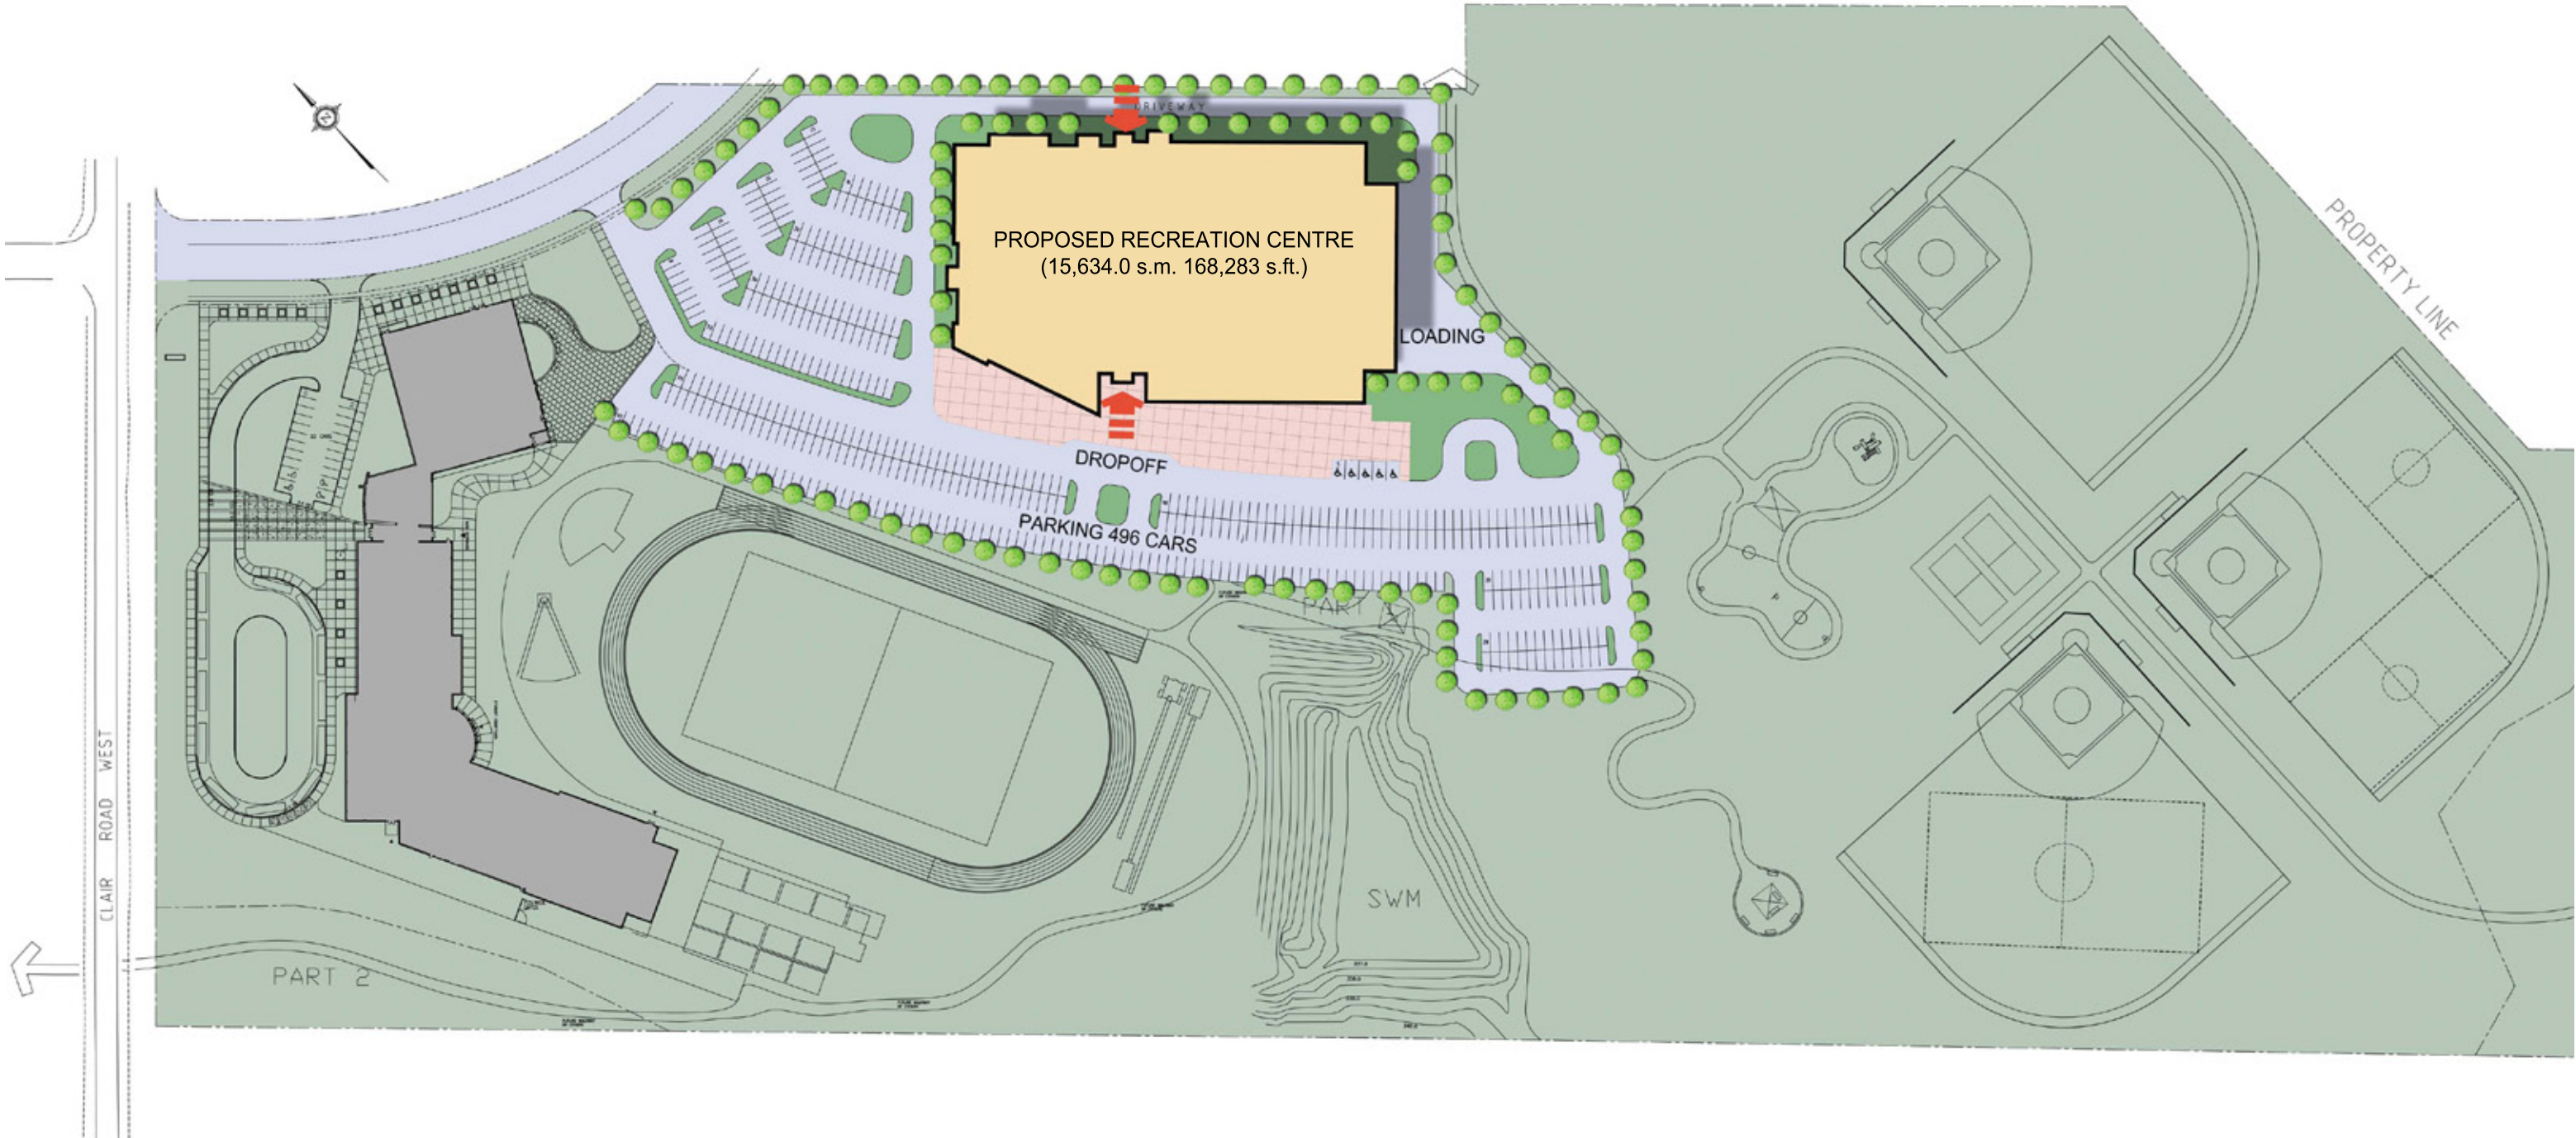 DRIVEWAY
PROPERTY LINE
PROPOSED RECREATION CENTRE
(15,634.0 s.m. 168,283 s.ft.)
LOADING
DROPOFF
PARKING 496 CARS
PART
CLAIR ROAD WEST
SWM
PART 2